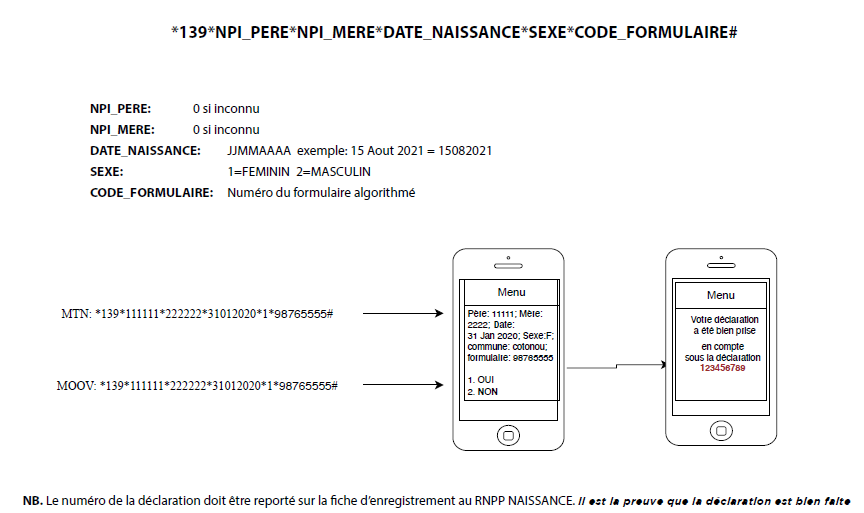 *139*NPI_PERE*NPI_MERE*DATE_NAISSANCE*SEXE*CODE_FORMULAIRE#
NPI_PERE: 0 si inconnu
NPI_MERE: 0 si inconnu
DATE_NAISSANCE: JJMMAAAA exemple: 15 Aout 2021 = 15082021
SEXE: 1=FEMININ 2=MASCULIN
CODE_FORMULAIRE: Numéro du formulaire algorithmé
MTN: *139*111111*222222*31012020*1*98765555#
MOOV: *139*111111*222222*31012020*1*98765555#
Menu
Père: 11111; Mère:
2222; Date:
31 Jan 2020; Sexe:F;
commune: cotonou;
formulaire: 98765555
1. OUI
2. NON
Menu
Votre déclaration
a été bien prise
en compte
sous la déclaration
123456789
NB. Le numéro de la déclaration doit être reporté sur la fiche d'enregistrement au RNPP NAISSANCE. Il est la preuve que la déclaration est bien faite